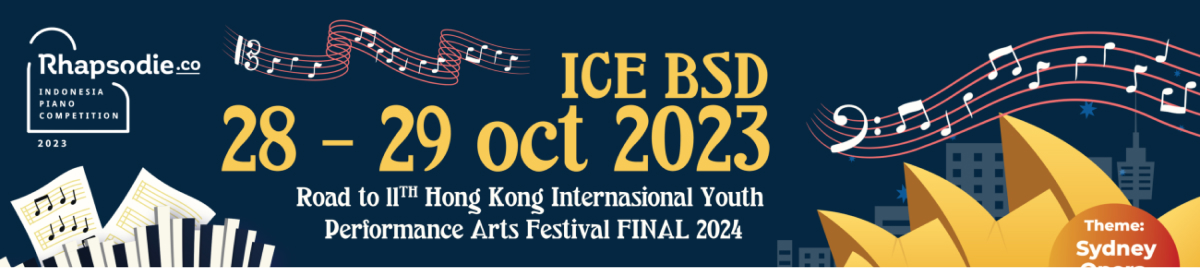 Rhapsodie.co
INDONESIA
PIANO
COMPETITION
2023
ICE BSD
28 - 29 oct 2023
Road to 11TH Hong Kong Internasional Youth
Performance Arts Festival FINAL 2024
Theme:
Sydney